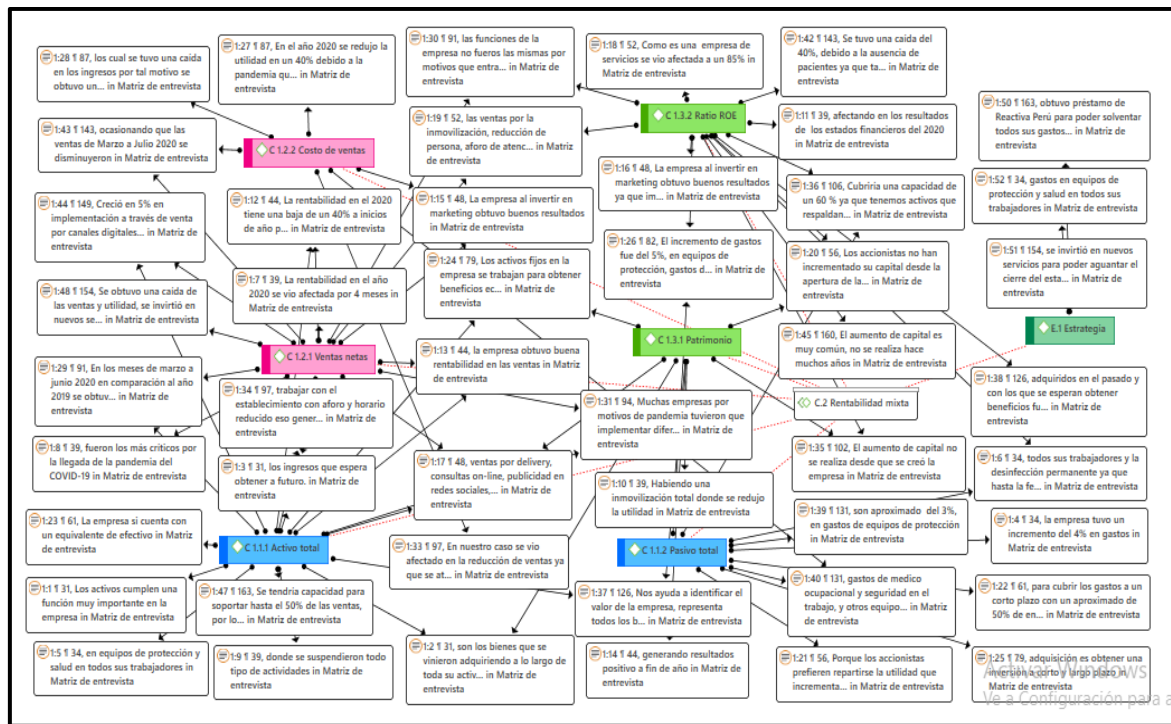 1:28 ¶ 87, los cual se tuvo una caida
en los ingresos por tal motivo se
obtuvo un... in Matriz de entrevista
1:27 ¶ 87, En el año 2020 se redujo la
utilidad en un 40% debido a la
pandemia qu... in Matriz de
entrevista
1:30 ¶ 91, las funciones de la
empresa no fueros las mismas por
motivos que entra... in Matriz de
entrevista
1:18 ¶ 52, Como es una empresa de
servicios se vio afectada a un 85% in
Matriz de entrevista
1:42 ¶ 143, Se tuvo una caida del
40%, debido a la ausencia de
pacientes ya que ta... in Matriz de
entrevista
1:43 ¶ 143, ocasionando que las
ventas de Marzo a Julio 2020 se
disminuyeron in Matriz de
entrevista
C 1.2.2 Costo de ventas
1:19 ¶ 52, las ventas por la
inmovilización, reducción de
persona, aforo de atenc... in Matriz
de entrevista
C 1.3.2 Ratio ROE
1:11 ¶ 39, afectando en los resultados
de los estados financieros del 2020
in Matriz de entrevista
1:50 ¶ 163, obtuvo préstamo de
Reactiva Perú para poder solventar
todos sus gastos... in Matriz de
entrevista
1:44 ¶ 149, Creció en 5% en
implementación a través de venta
por canales digitales... in Matriz de
entrevista
1:12 ¶ 44, La rentabilidad en el 2020
tiene una baja de un 40% a inicios
de año p... in Matriz de entrevista
1:15 ¶ 48, La empresa al invertir en
marketing obtuvo buenos resultados
in Matriz de entrevista
1:16 ¶ 48, La empresa al invertir en
marketing obtuvo buenos resultados
ya que im... in Matriz de
entrevista
1:36 ¶ 106, Cubriria una capacidad de
un 60 % ya que tenemos activos que
respaldan... in Matriz de
entrevista
1:52 ¶ 34, gastos en equipos de
protección y salud en todos sus
trabajadores in Matriz de entrevista
1:7 ¶ 39, La rentabilidad en el año
2020 se vio afectada por 4 meses in
Matriz de entrevista
1:24 ¶ 79, Los activos fijos en la
empresa se trabajan para obtener
beneficios ec... in Matriz de
entrevista
1:26 ¶ 82, El incremento de gastos
fue del 5%, en equipos de
protección, gastos d... in Matriz de
entrevista
1:20 ¶ 56, Los accionistas no han
incrementado su capital desde la
apertura de la... in Matriz de
entrevista
1:51 ¶ 154, se invirtió en nuevos
servicios para poder aguantar el
cierre del es... in Matriz de
entrevista
1:48 ¶ 154, Se obtuvo una caida de
las ventas y utilidad, se invirtió en
nuevos se... in Matriz de
entrevista
C 1.2.1 Ventas netas
1:13 ¶ 44, la empresa obtuvo buena
rentabilidad en las ventas in Matriz
de entrevista
C 1.3.1 Patrimonio
1:45 ¶ 160, El aumento de capital es
muy común, no se realiza hace
muchos años in Matriz de
entrevista
E.1 Estrategia
1:29 ¶ 91, En los meses de marzo a
junio 2020 en comparación al año
2019 se obtuv... in Matriz de
entrevista
1:34 ¶ 97, trabajar con el
establecimiento con aforo y horario
reducido eso gener... in Matriz de
entrevista
1:31 ¶ 94, Muchas empresas por
motivos de pandemia tuvieron que
implementar difer... in Matriz de
entrevista
C.2 Rentabilidad mixta
1:38 ¶ 126, adquiridos en el pasado y
con los que se esperan obtener
beneficios fu... in Matriz de
entrevista
1:8 ¶ 39, fueron los más criticos por
la llegada de la pandemia del
COVID-19 in Matriz de entrevista
1:3 ¶ 31, los ingresos que espera
obtener a futuro. in Matriz de
entrevista
1:17 ¶ 48, ventas por delivery,
consultas on-line, publicidad en
redes sociales,... in Matriz de
entrevista
1:10 ¶ 39, Habiendo una
inmovilización total donde se redujo
la utilidad in Matriz de entrevista
1:35 ¶ 102, El aumento de capital no
se realiza desde que se creó la
empresa in Matriz de entrevista
1:6 ¶ 34, todos sus trabajadores y la
desinfección permanente ya que
hasta la fe... in Matriz de
entrevista
1:23 ¶ 61, La empresa si cuenta con
un equivalente de efectivo in Matriz
de entrevista
C 1.1.1 Activo total
1:33 ¶ 97, En nuestro caso se vio
afectado en la reducción de ventas ya
que se at... in Matriz de entrevista
C 1.1.2 Pasivo total
1:39 ¶ 131, son aproximado del 3%,
en gastos de equipos de protección
in Matriz de entrevista
1:4 ¶ 34, la empresa tuvo un
incremento del 4% en gastos in
Matriz de entrevista
1:1 ¶ 31, Los activos cumplen una
función muy importante en la
empresa in Matriz de entrevista
1:47 ¶ 163, Se tendria capacidad para
soportar hasta el 50% de las ventas,
por lo... in Matriz de entrevista
1:37 ¶ 126, Nos ayuda a identificar el
valor de la empresa, representa
todos los b... in Matriz de
entrevista
1:40 ¶ 131, gastos de medico
ocupacional y seguridad en el
trabajo, y otros equipo... in Matriz
de entrevista
1:22 ¶ 61, para cubrir los gastos a un
corto plazo con un aproximado de
50% de en... in Matriz de
entrevista
1:5 ¶ 34, en equipos de protección y
salud en todos sus trabajadores in
Matriz de entrevista
1:9 ¶ 39, donde se suspendieron todo
tipo de actividades in Matriz de
entrevista
1:2 ¶ 31, son los bienes que se
vinieron adquiriendo a lo largo de
toda su activ... in Matriz de
entrevista
1:14 ¶ 44, generando resultados
positivo a fin de año in Matriz de
entrevista
1:21 ¶ 56, Porque los accionistas
prefieren repartirse la utilidad que
incrementa... in Matriz de
entrevista
1:25 ¶ 79, adquisición es obtener una
inversión a corto y largo plazo in
Matriz de entrevista
Activar Windows
Ve a Configuración para a